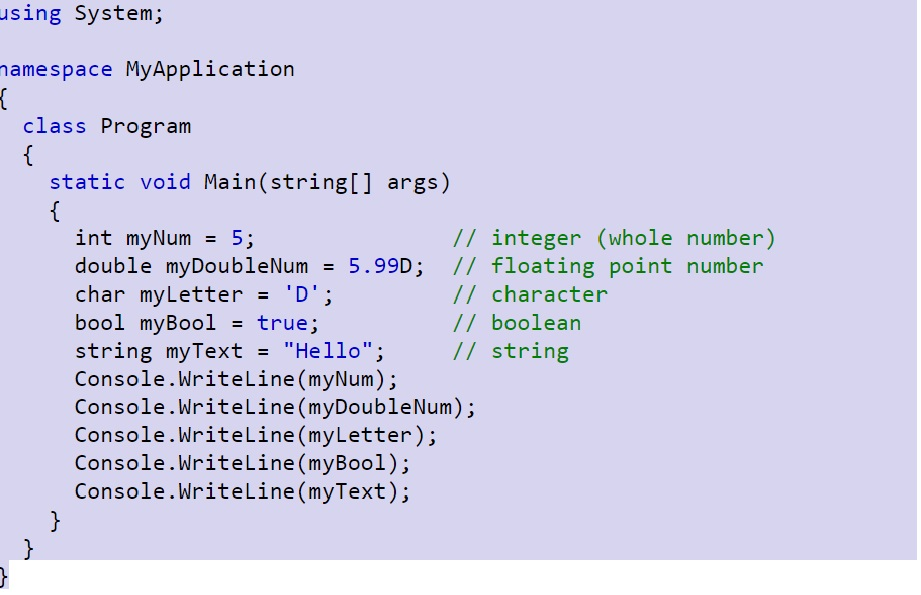 using System;

namespace MyApplication
{
  class Program
  {
    static void Main(string[] args)
    {
      int myNum = 5;               // integer (whole number)
      double myDoubleNum = 5.99D;  // floating point number
      char myLetter = 'D';         // character
      bool myBool = true;          // boolean
      string myText = "Hello";     // string
      Console.WriteLine(myNum);
      Console.WriteLine(myDoubleNum);
      Console.WriteLine(myLetter);
      Console.WriteLine(myBool);
      Console.WriteLine(myText);
    }
  }
}